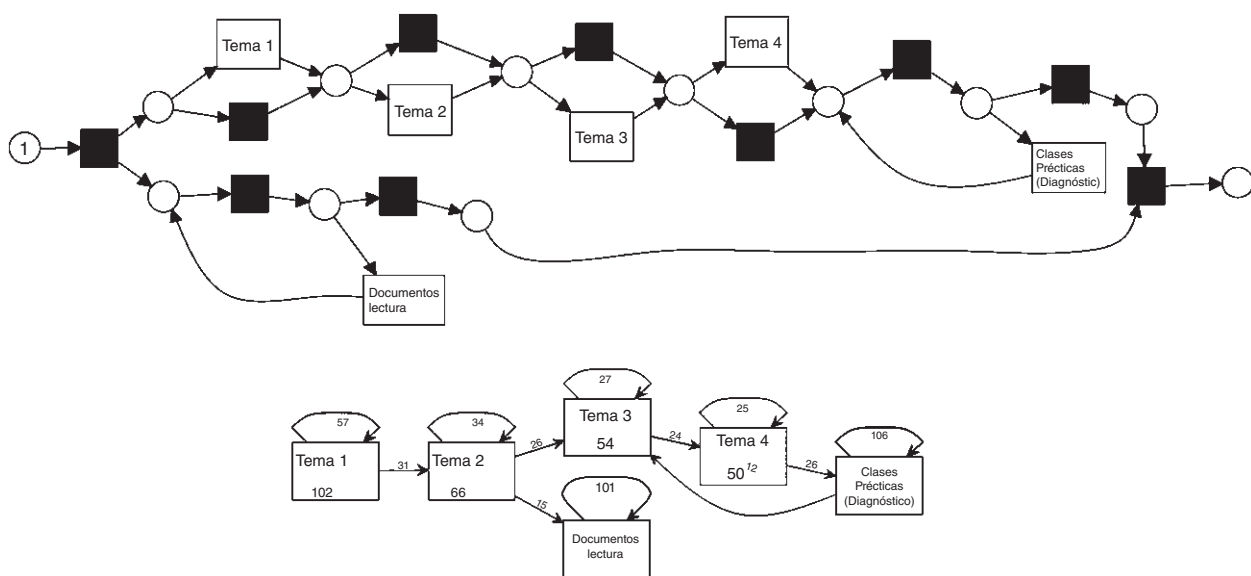 Tema 1
Tema 4
Tema 2
Tema 3
1
Clases
Précticas
(Diagnóstic)
Documentos
lectura
27
57
34
25
106
Tema 3
54
26
24
Tema 4
50 12
26
Tema 1
102
31
Tema 2
66
Clases
Précticas
(Diagnóstico)
15
101
Documentos
lectura